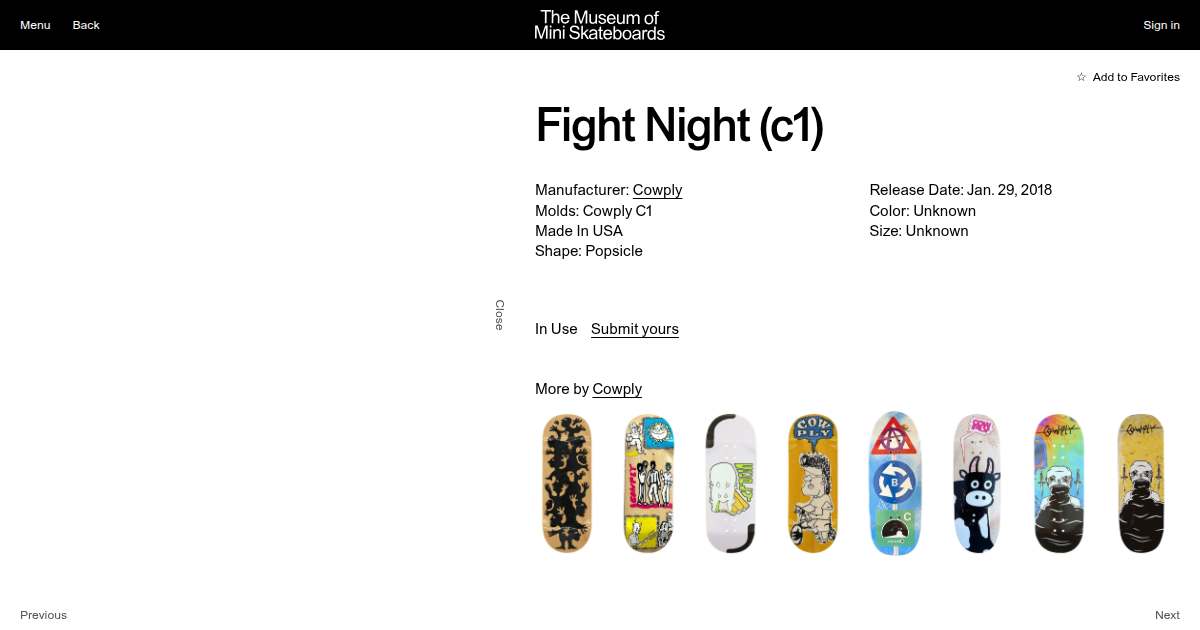 Menu
Back
The Museum of
Mini Skateboards
Sign in
☆ Add to Favorites
Fight Night (c1)
Manufacturer: Cowply
Molds: Cowply C1
Made In USA
Shape: Popsicle
Release Date: Jan. 29, 2018
Color: Unknown
Size: Unknown
Close
In Use
Submit yours
More by Cowply
COW
PLY
B
C
Previous
Next